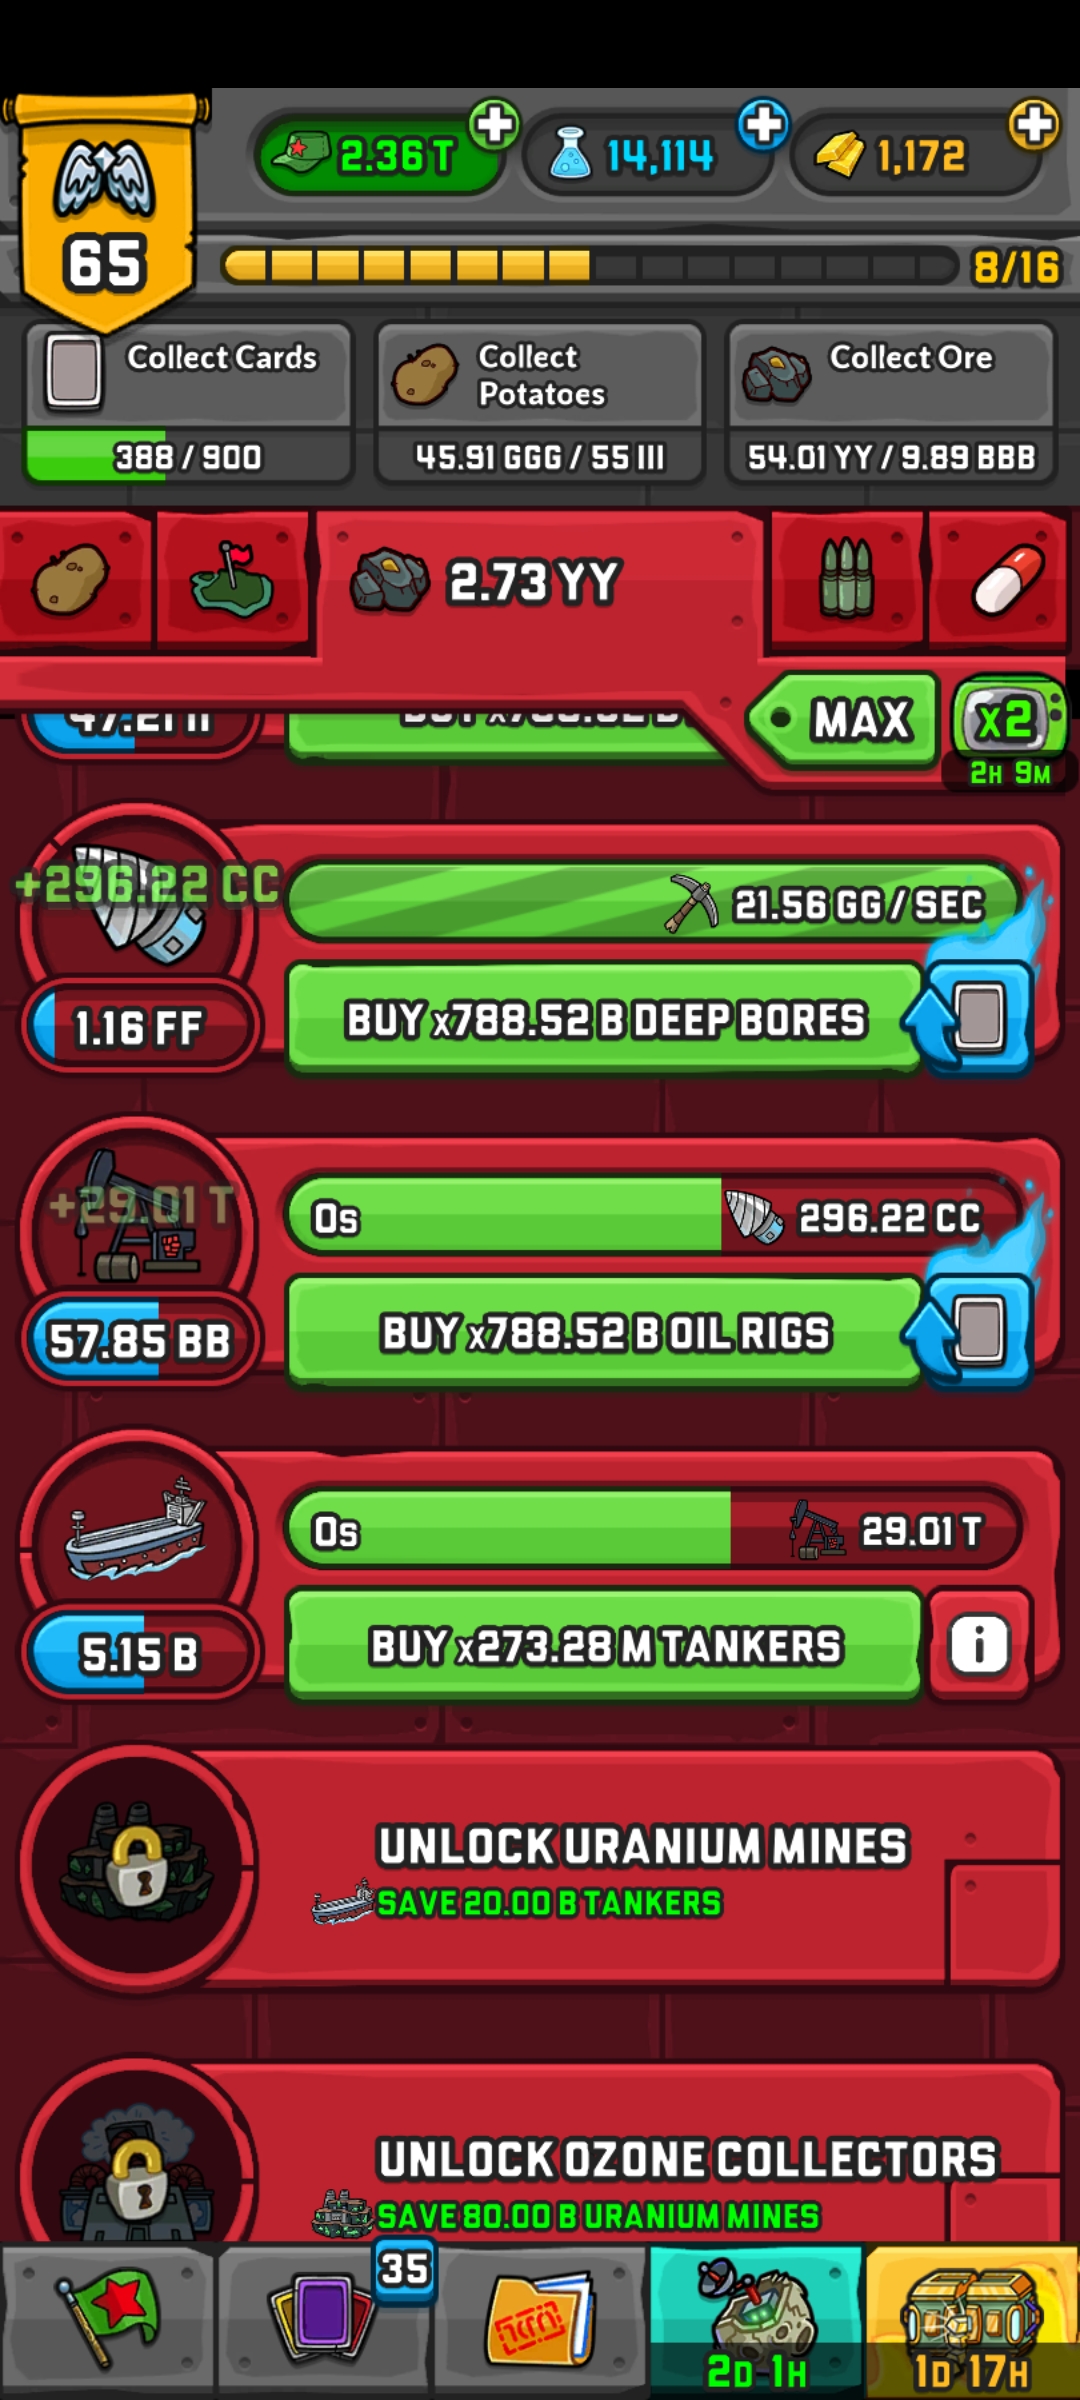 2.36 T
14,114
1,172
65
8/16
Collect Cards
388 / 900
Collect
Potatoes
45.91 GGG / 55 III
Collect Ore
54.01 YY / 9.89 BBB
2.73 YY
MAX
x2
2H 9M
+296.22 CC
21.56 GG / SEC
1.16 FF
BUY x788.52 B DEEP BORES
+29.01 T
0s
296.22 CC
57.85 BB
BUY x788.52 B OIL RIGS
0s
29.01 T
5.15 B
BUY x273.28 M TANKERS
i
UNLOCK URANIUM MINES
SAVE 20.00 B TANKERS
UNLOCK OZONE COLLECTORS
SAVE 80.00 B URANIUM MINES
35
2D 1H
1D 17H